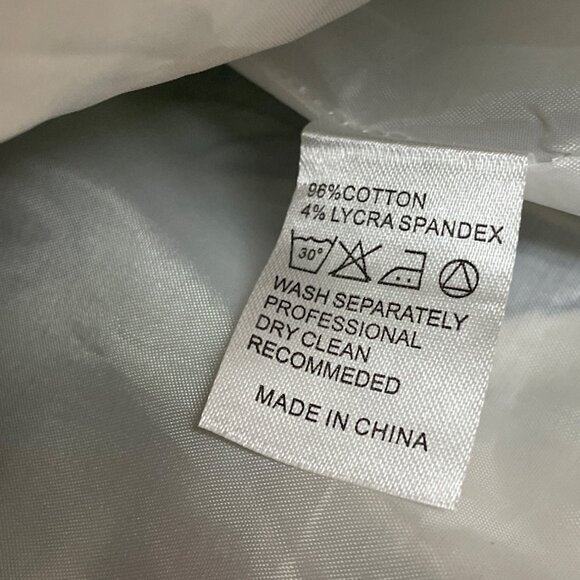 96%COTTON
4% LYCRA SPANDEX
30°
WASH SEPARATELY
PROFESSIONAL
DRY CLEAN
RECOMMEDED
MADE IN CHINA